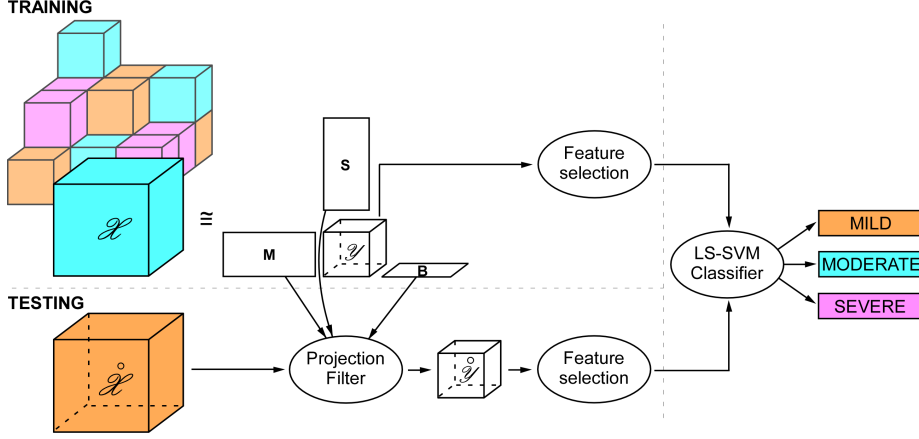 TRAINING
S
Feature
selection
𝒳
≅
M
𝒴
B
LS-SVM
Classifier
MILD
MODERATE
SEVERE
TESTING
𝒳̊
Projection
Filter
𝒴̊
Feature
selection